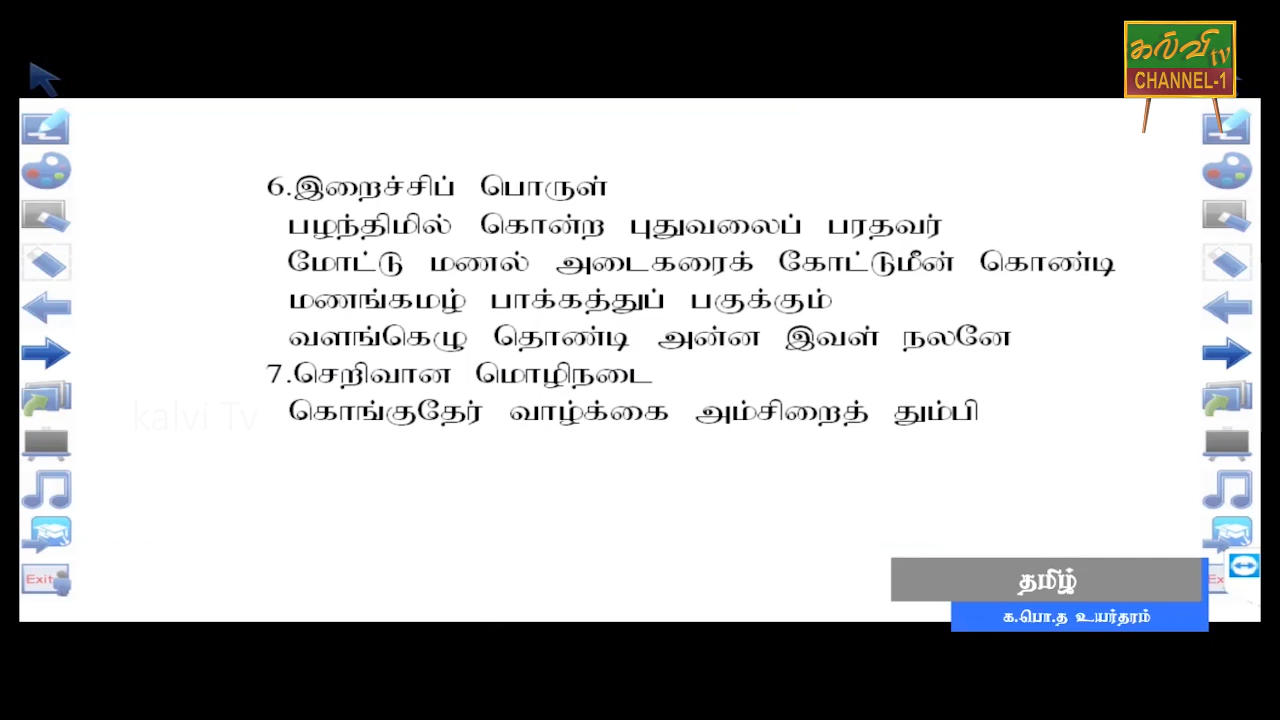 கல்வி tv
CHANNEL-1
6.இறைச்சிப் பொருள்
பழந்திமில் கொன்ற புதுவலைப் பரதவர்
மோட்டு மணல் அடைகரைக் கோட்டுமீன் கொண்டி
மணங்கமழ் பாக்கத்துப் பகுக்கும்
வளங்கெழு தொண்டி அன்ன இவள் நலனே
7.செறிவான மொழிநடை
கொங்குதேர் வாழ்க்கை அம்சிறைத் தும்பி
kalvi Tv
Exit
Ex
தமிழ்
க.பொ.த உயர்தரம்